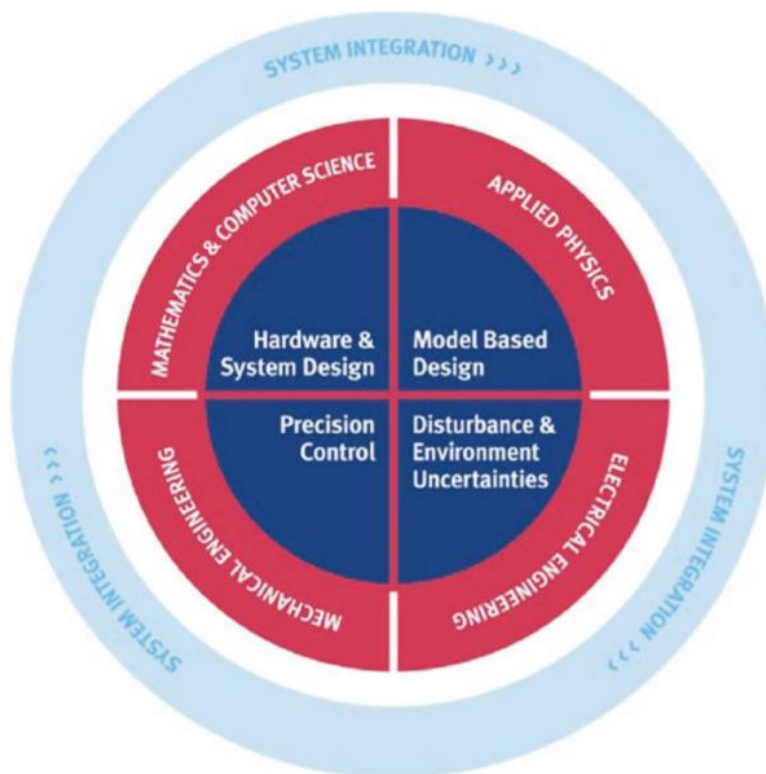 SYSTEM INTEGRATION >>>
MATHEMATICS & COMPUTER SCIENCE
APPLIED PHYSICS
Hardware &
System Design
Model Based
Design
Precision
Control
Disturbance &
Environment
Uncertainties
MECHANICAL ENGINEERING
ELECTRICAL ENGINEERING
SYSTEM INTEGRATION >>>
SYSTEM INTEGRATION >>>